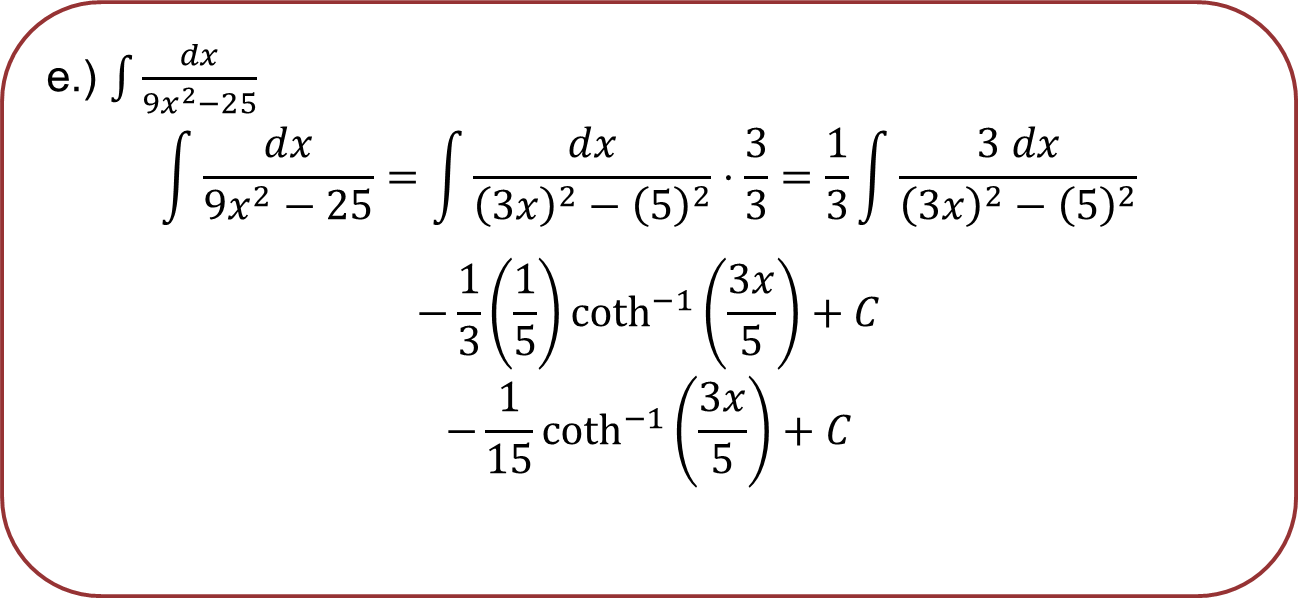 e.) ∫ dx/(9x²−25)
∫ dx/(9x² − 25) = ∫ dx/((3x)² − (5)²) · 3/3 = 1/3 ∫ 3 dx/((3x)² − (5)²)
−1/3 (1/5) coth⁻¹ (3x/5) + C
−1/15 coth⁻¹ (3x/5) + C